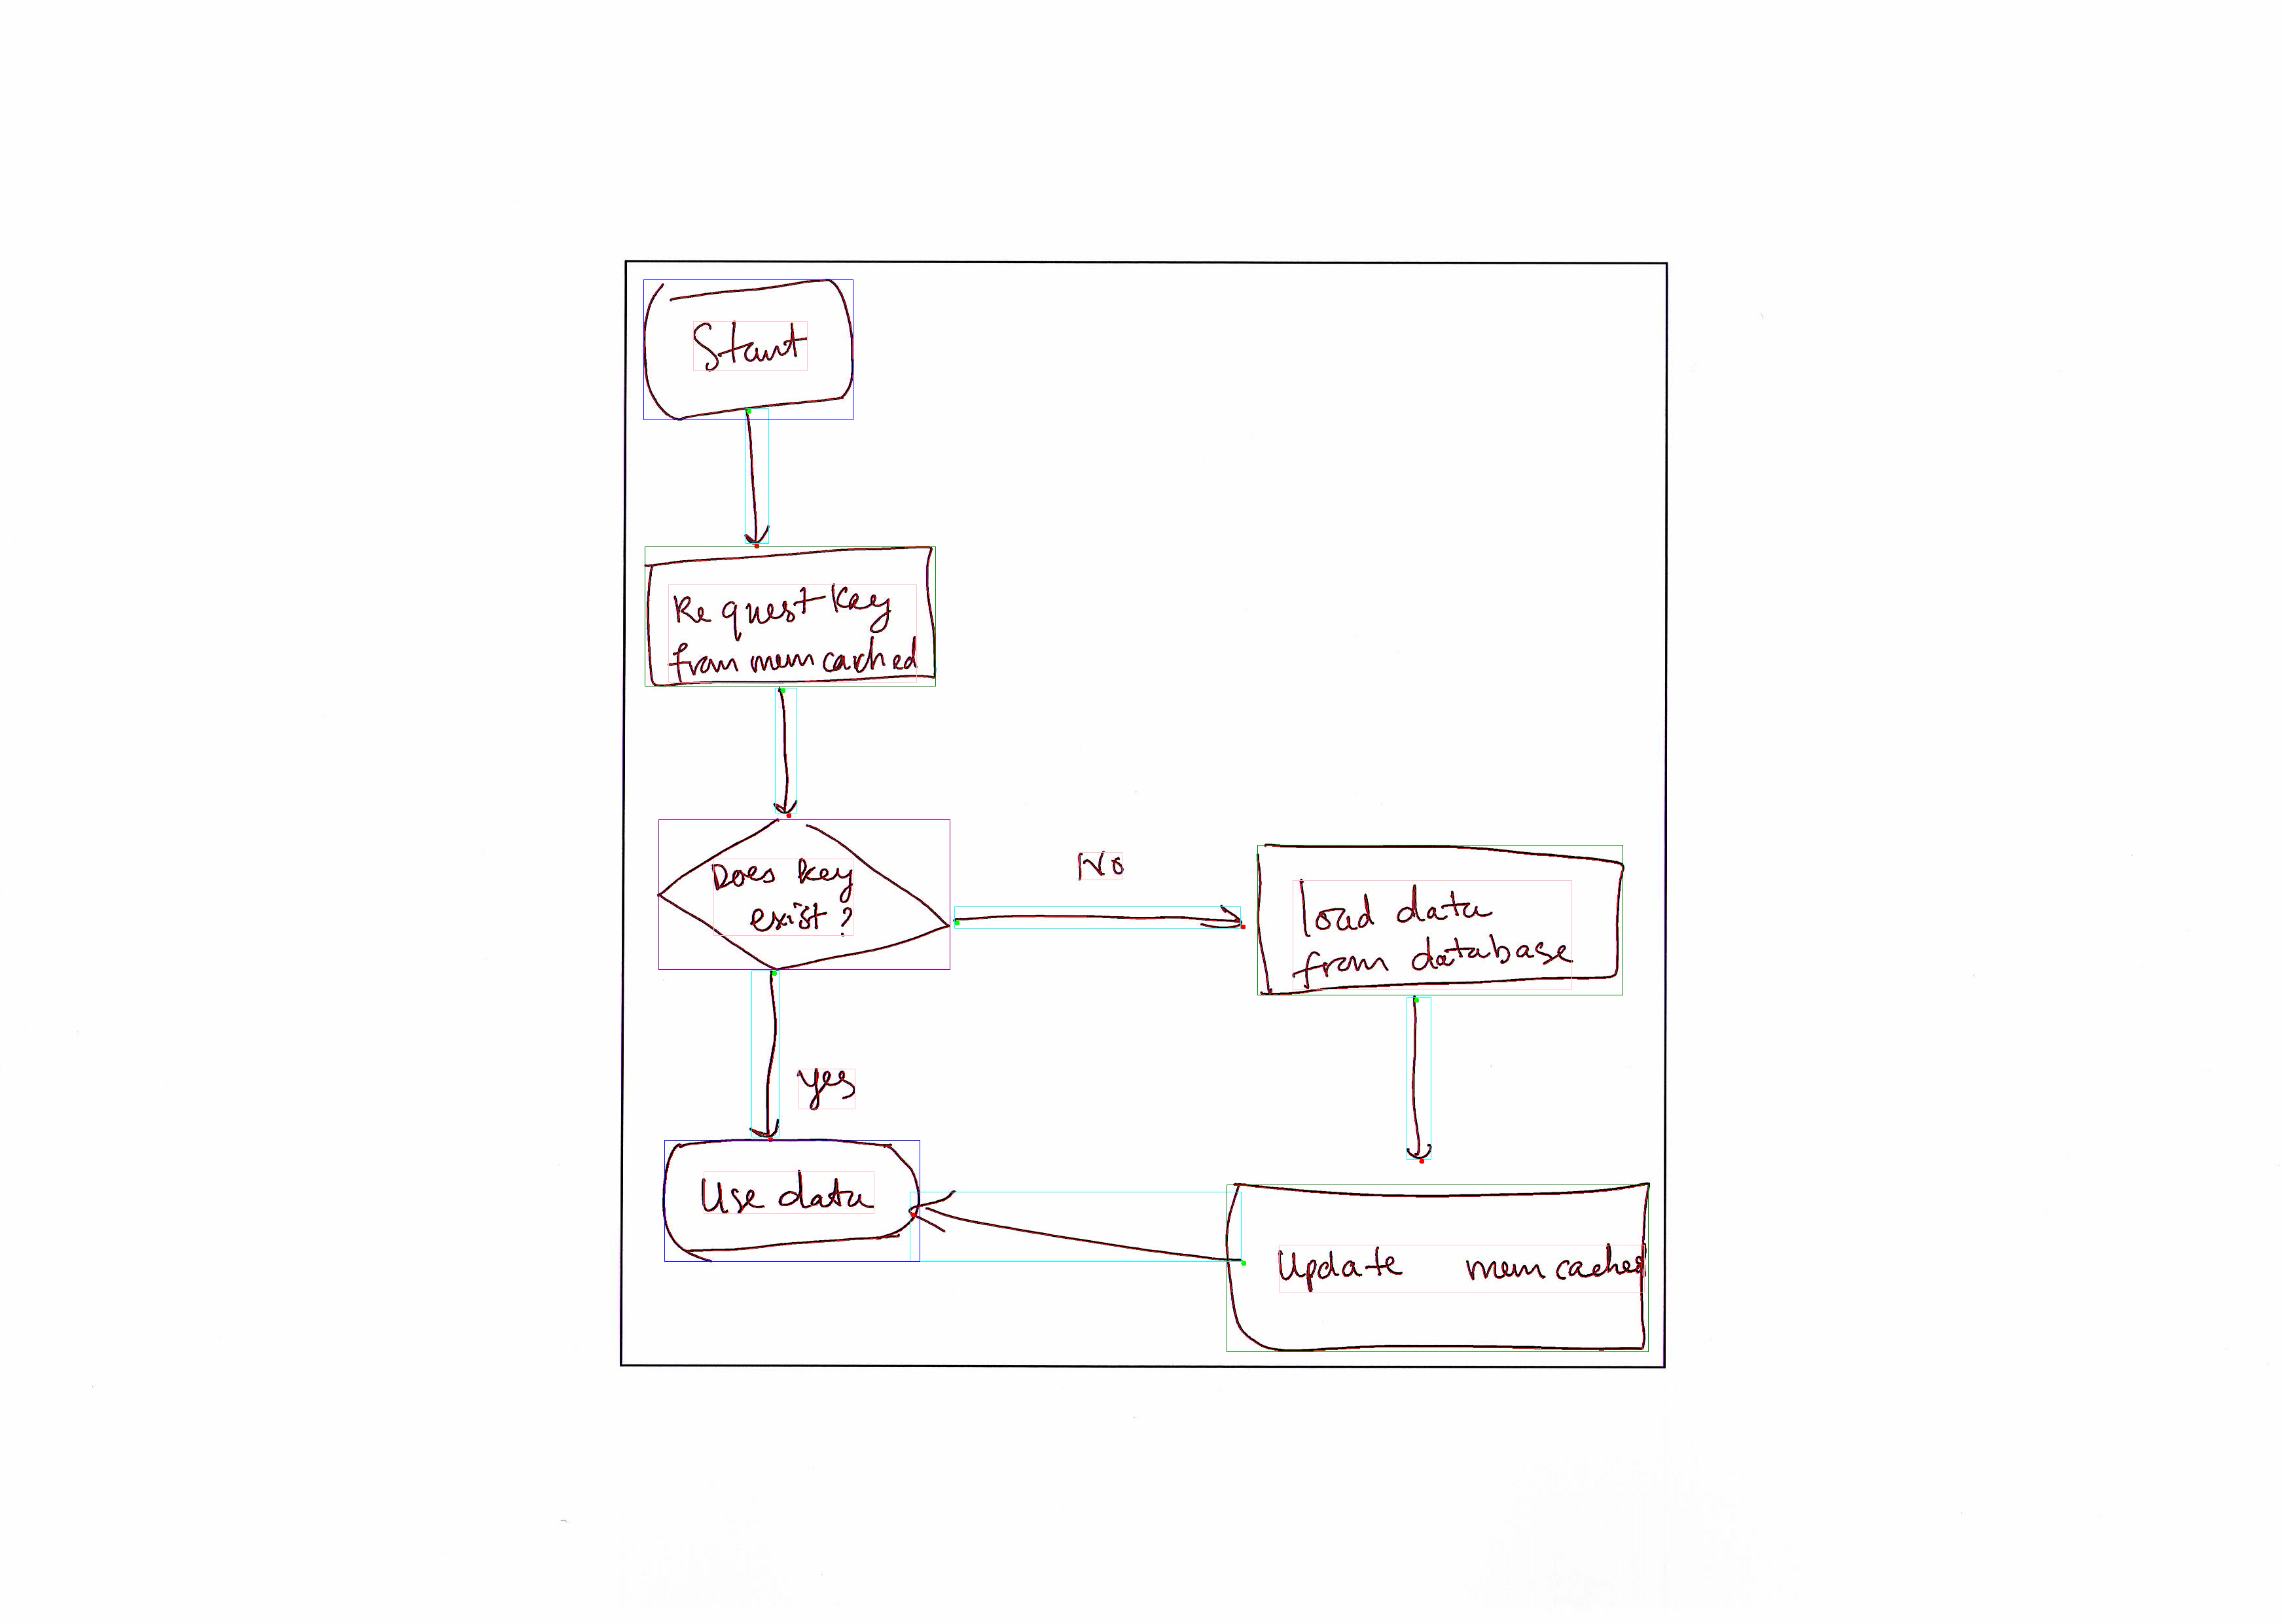 Start
Request Key
from mem cached
Does key
exist?
No
load data
from database
yes
Use data
Update mem cached